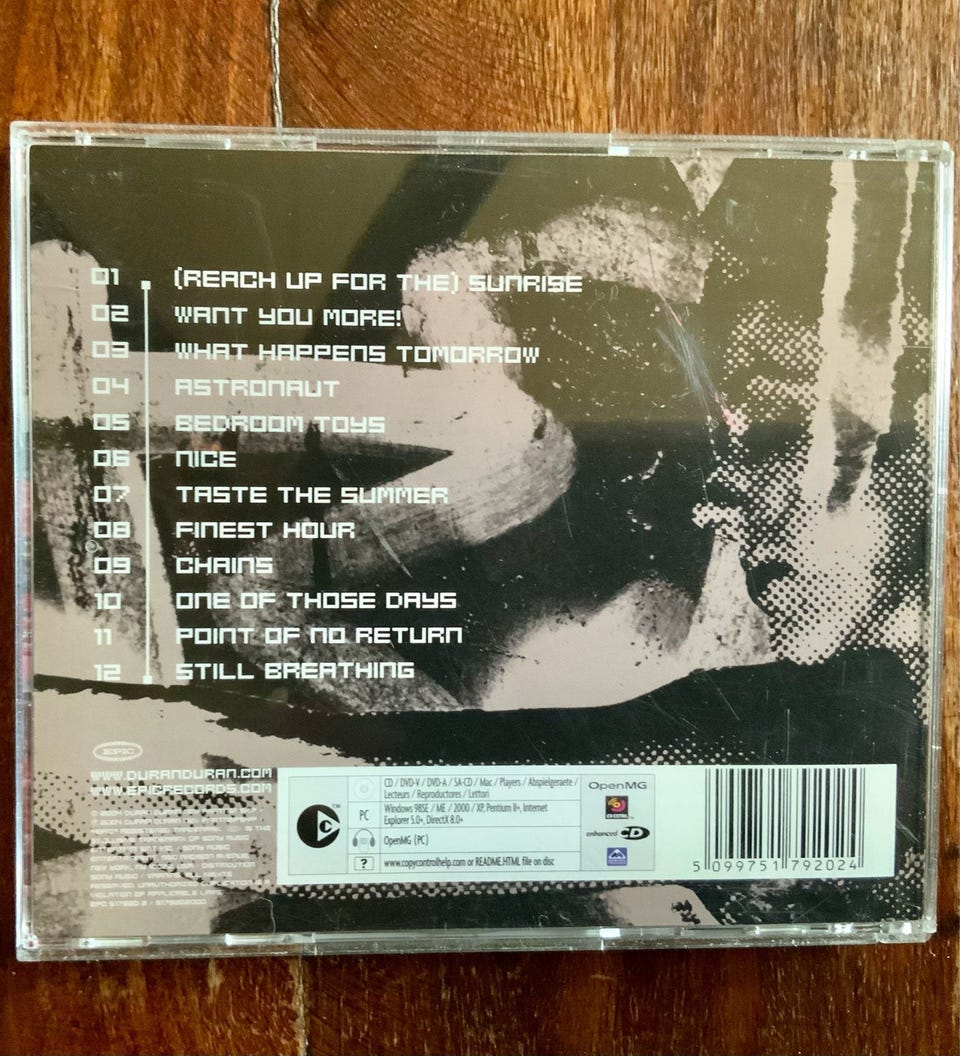 01 (REACH UP FOR THE) SUNRISE
02 WANT YOU MORE!
03 WHAT HAPPENS TOMORROW
04 ASTRONAUT
05 BEDROOM TOYS
06 NICE
07 TASTE THE SUMMER
08 FINEST HOUR
09 CHAINS
10 ONE OF THOSE DAYS
11 POINT OF NO RETURN
12 STILL BREATHING
EPIC
WWW.DURANDURAN.COM
WWW.EPICRECORDS.COM
TM
CD / DVD-V / DVD-A / SA-CD / Mac / Players / Abspielgeraete /
Lecteurs / Reproductores / Lettori
PC
Windows 98SE / ME / 2000 / XP, Pentium II+, Internet
Explorer 5.0+, DirectX 8.0+
OpenMG (PC)
?
www.copycontrolhelp.com or README.HTML file on disc
OpenMG
CD EXTRA
enhanced CD
5 099751 792024